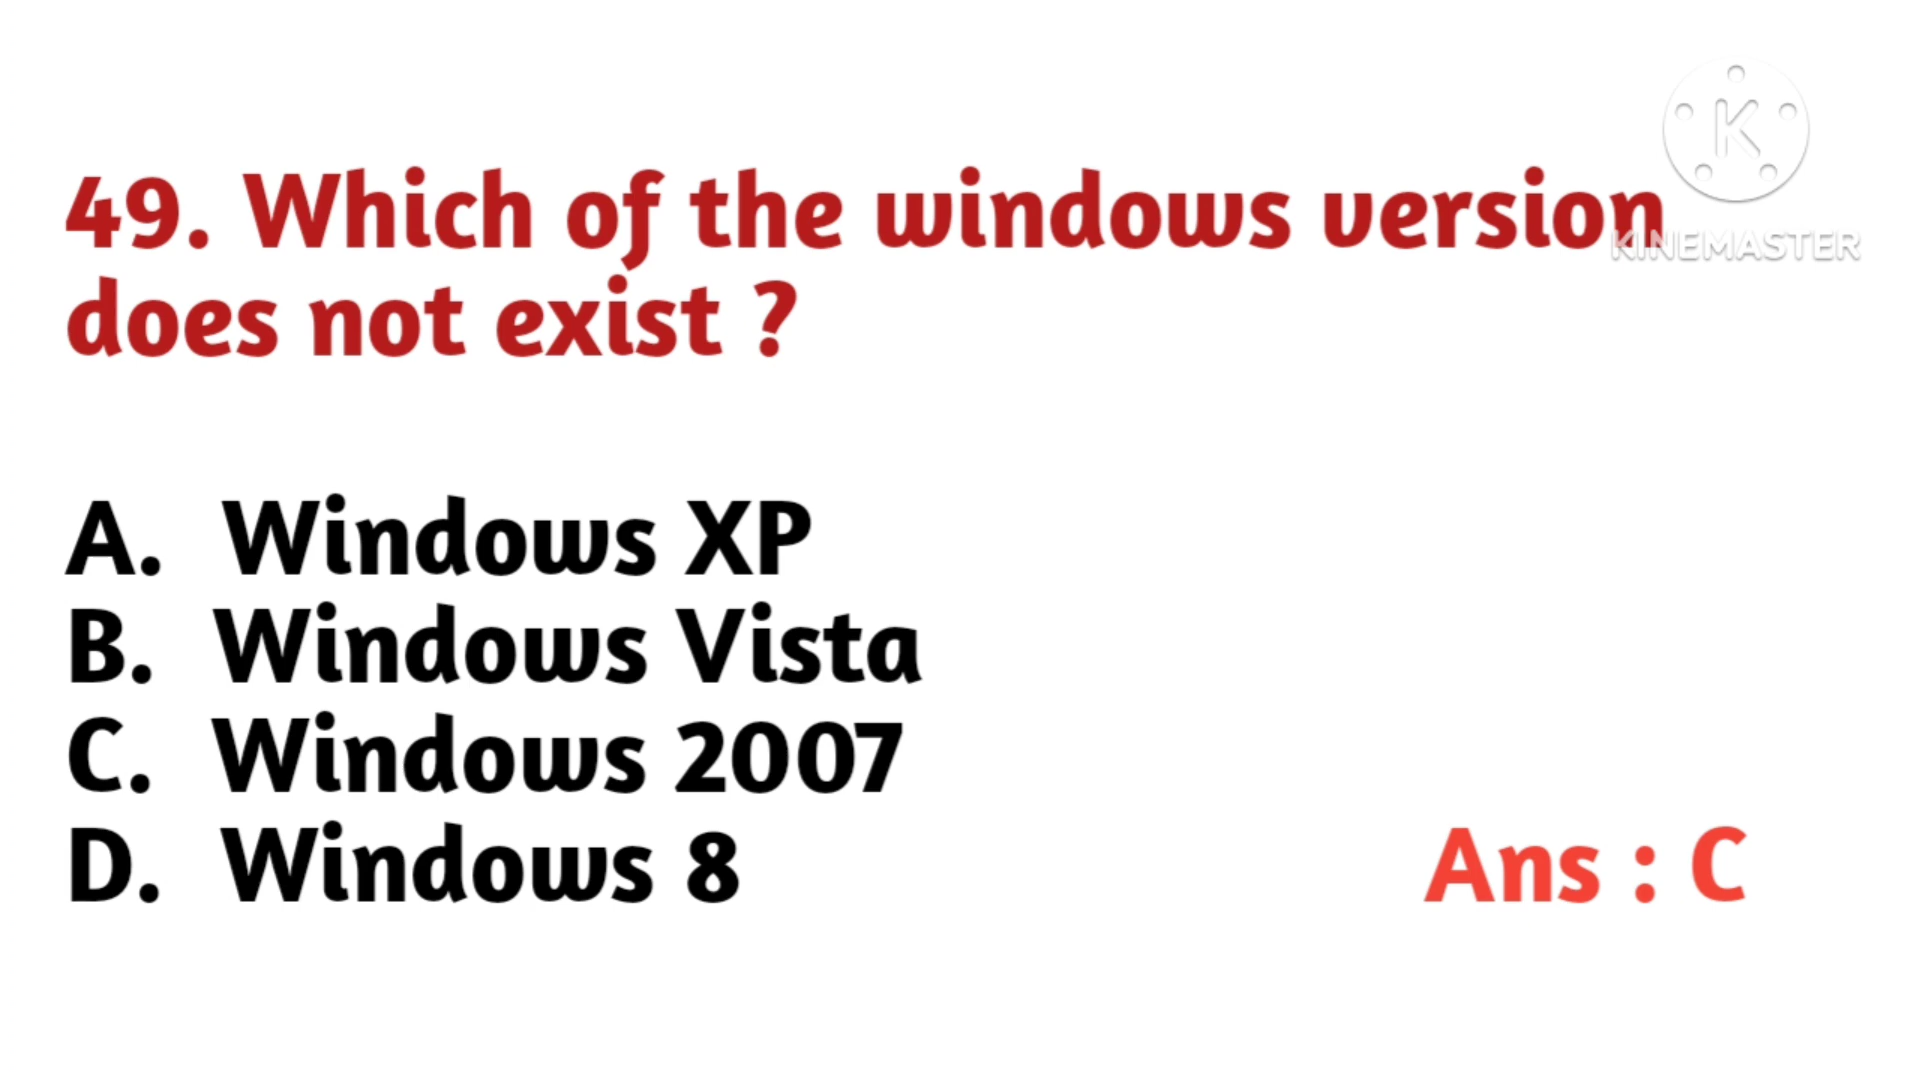 49. Which of the windows version
does not exist ?
K
KINEMASTER
A. Windows XP
B. Windows Vista
C. Windows 2007
D. Windows 8
Ans : C